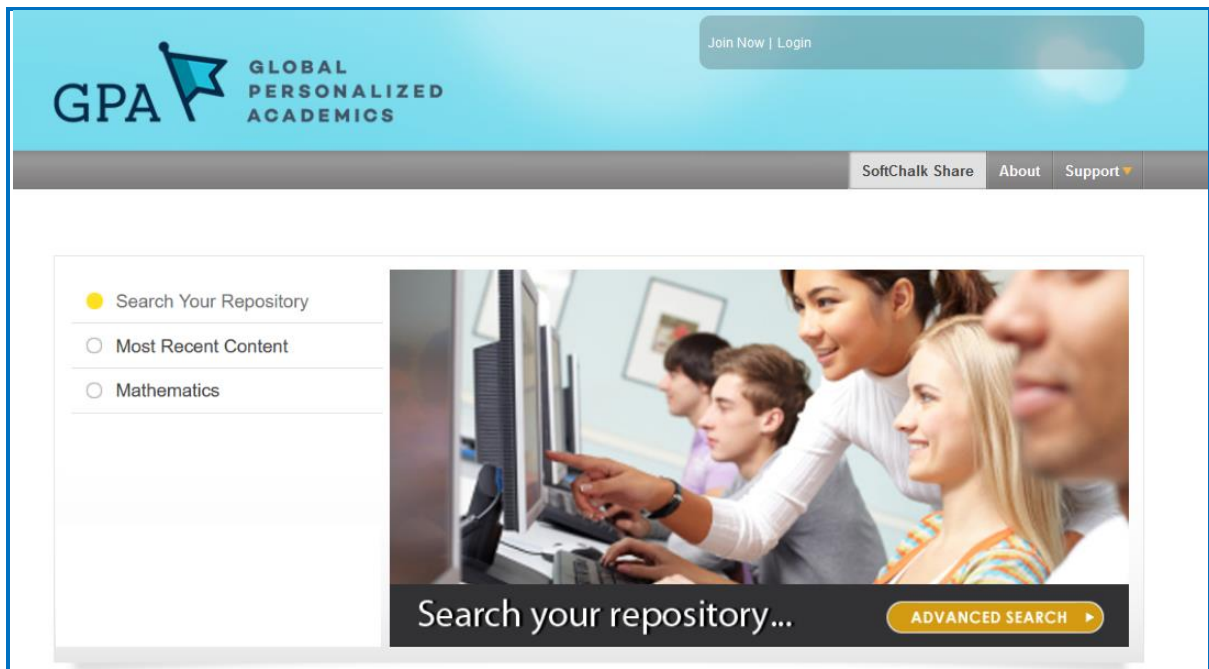 Join Now | Login
GPA
GLOBAL
PERSONALIZED
ACADEMICS
SoftChalk Share About Support
Search Your Repository
Most Recent Content
Mathematics
Search your repository...
ADVANCED SEARCH